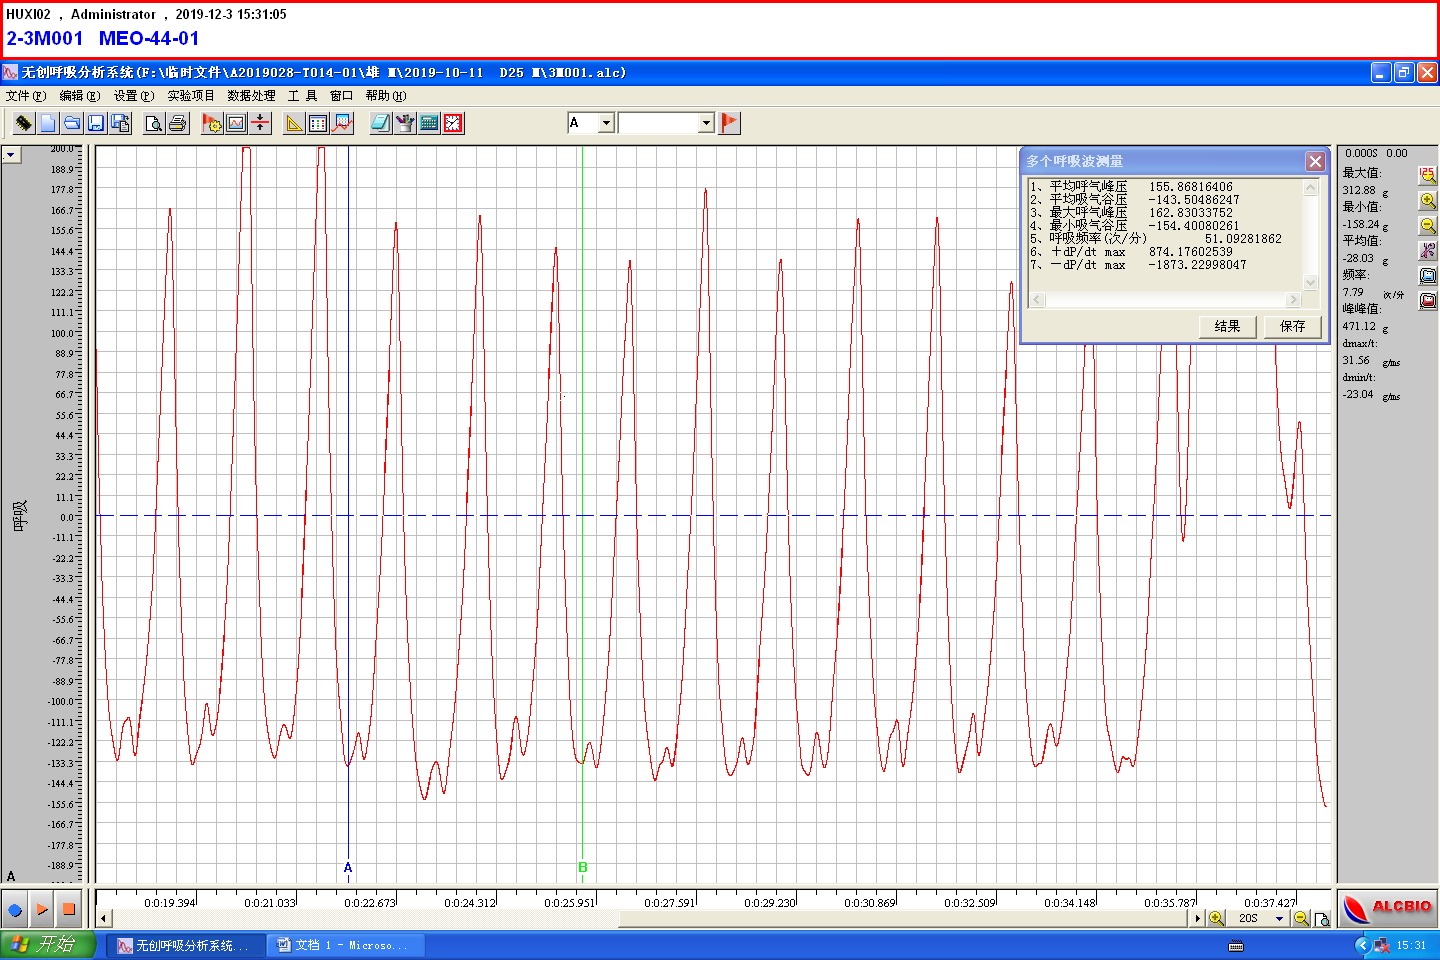 HUXI02 , Administrator , 2019-12-3 15:31:05
2-3M001 MEO-44-01
无创呼吸分析系统(F:\临时文件\A2019028-T014-01\雄 M\2019-10-11 D25 M\3M001.alc)
文件(F) 编辑(E) 设置(P) 实验项目 数据处理 工 具 窗口 帮助(H)
A
200.0
188.9
177.8
166.7
155.6
144.4
133.3
122.2
111.1
100.0
88.9
77.8
66.7
55.6
44.4
33.3
22.2
11.1
0.0
-11.1
-22.2
-33.3
-44.4
-55.6
-66.7
-77.8
-88.9
-100.0
-111.1
-122.2
-133.3
-144.4
-155.6
-166.7
-177.8
-188.9
呼吸
A
A
B
多个呼吸波测量
1、平均呼气峰压 155.86816406
2、平均吸气谷压 -143.50486247
3、最大呼气峰压 162.83033752
4、最小吸气谷压 -154.40080261
5、呼吸频率(次/分) 51.09281862
6、＋dP/dt max 874.17602539
7、－dP/dt max -1873.22998047
结果 保存
0.000S 0.00
最大值:
312.88 g
最小值:
-158.24 g
平均值:
-28.03 g
频率:
7.79 次/分
峰峰值:
471.12 g
dmax/t:
31.56 g/ms
dmin/t:
-23.04 g/ms
125
0:0:19.394 0:0:21.033 0:0:22.673 0:0:24.312 0:0:25.951 0:0:27.591 0:0:29.230 0:0:30.869 0:0:32.509 0:0:34.148 0:0:35.787 0:0:37.427
20S
ALCBIO
开始 无创呼吸分析系统... 文档 1 - Microso... 15:31